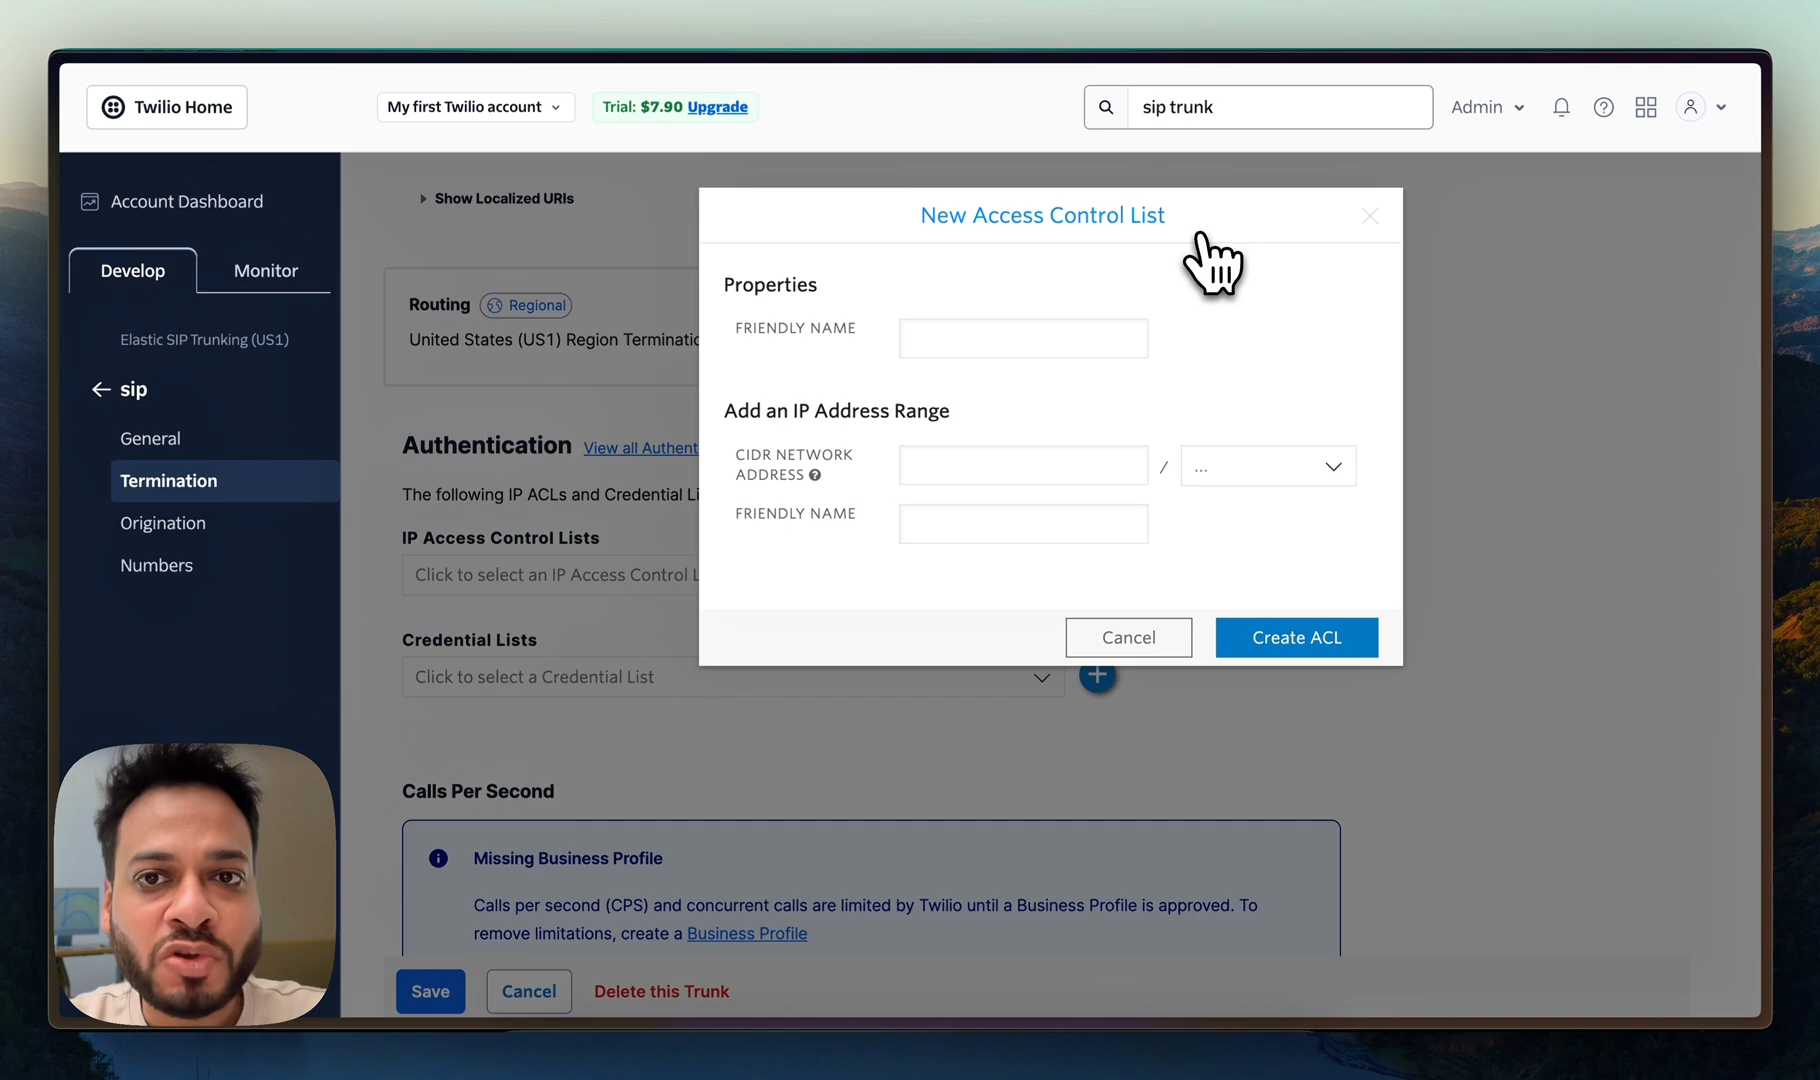 Twilio Home
My first Twilio account
Trial: $7.90 Upgrade
sip trunk
Admin
Account Dashboard
Develop
Monitor
Elastic SIP Trunking (US1)
sip
General
Termination
Origination
Numbers
Show Localized URIs
Routing
Regional
United States (US1) Region Terminatio
Authentication View all Authent
The following IP ACLs and Credential Li
IP Access Control Lists
Click to select an IP Access Control L
Credential Lists
Click to select a Credential List
Calls Per Second
Missing Business Profile
Calls per second (CPS) and concurrent calls are limited by Twilio until a Business Profile is approved. To
remove limitations, create a Business Profile
Save
Cancel
Delete this Trunk
New Access Control List
Properties
FRIENDLY NAME
Add an IP Address Range
CIDR NETWORK
ADDRESS
/
...
FRIENDLY NAME
Cancel
Create ACL